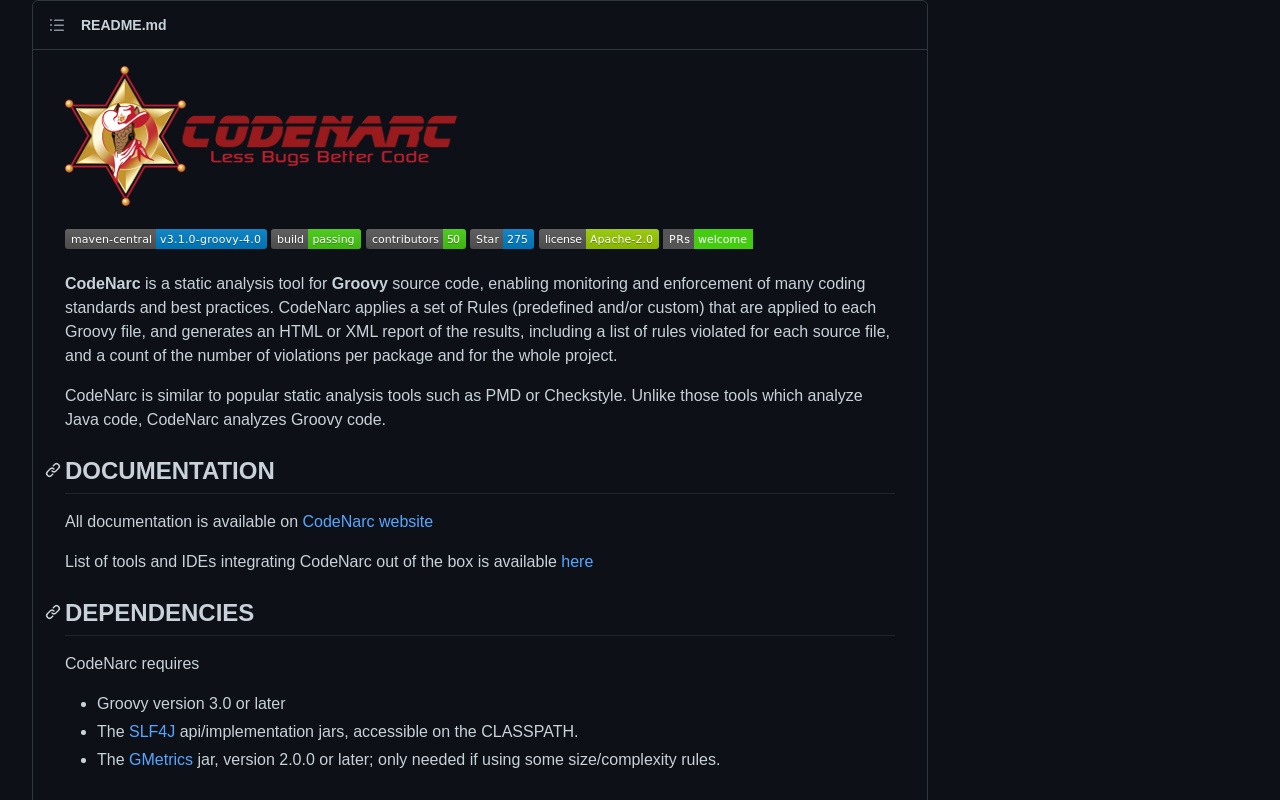 README.md
CODENARC
Less Bugs Better Code
maven-central v3.1.0-groovy-4.0 build passing contributors 50 Star 275 license Apache-2.0 PRs welcome
CodeNarc is a static analysis tool for Groovy source code, enabling monitoring and enforcement of many coding
standards and best practices. CodeNarc applies a set of Rules (predefined and/or custom) that are applied to each
Groovy file, and generates an HTML or XML report of the results, including a list of rules violated for each source file,
and a count of the number of violations per package and for the whole project.
CodeNarc is similar to popular static analysis tools such as PMD or Checkstyle. Unlike those tools which analyze
Java code, CodeNarc analyzes Groovy code.
DOCUMENTATION
All documentation is available on CodeNarc website
List of tools and IDEs integrating CodeNarc out of the box is available here
DEPENDENCIES
CodeNarc requires
• Groovy version 3.0 or later
• The SLF4J api/implementation jars, accessible on the CLASSPATH.
• The GMetrics jar, version 2.0.0 or later; only needed if using some size/complexity rules.